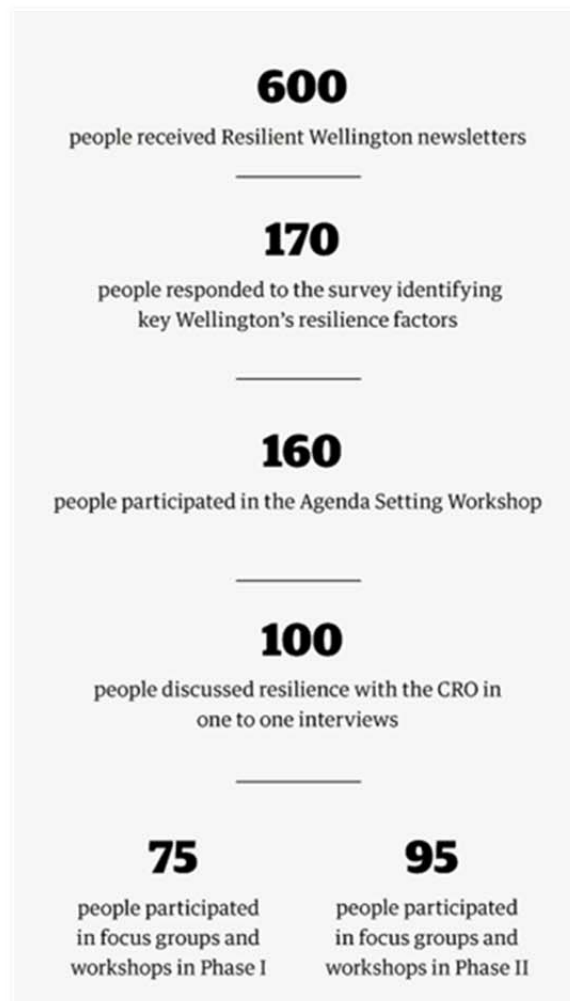 600
people received Resilient Wellington newsletters
170
people responded to the survey identifying
key Wellington's resilience factors
160
people participated in the Agenda Setting Workshop
100
people discussed resilience with the CRO in
one to one interviews
75
people participated
in focus groups and
workshops in Phase I
95
people participated
in focus groups and
workshops in Phase II